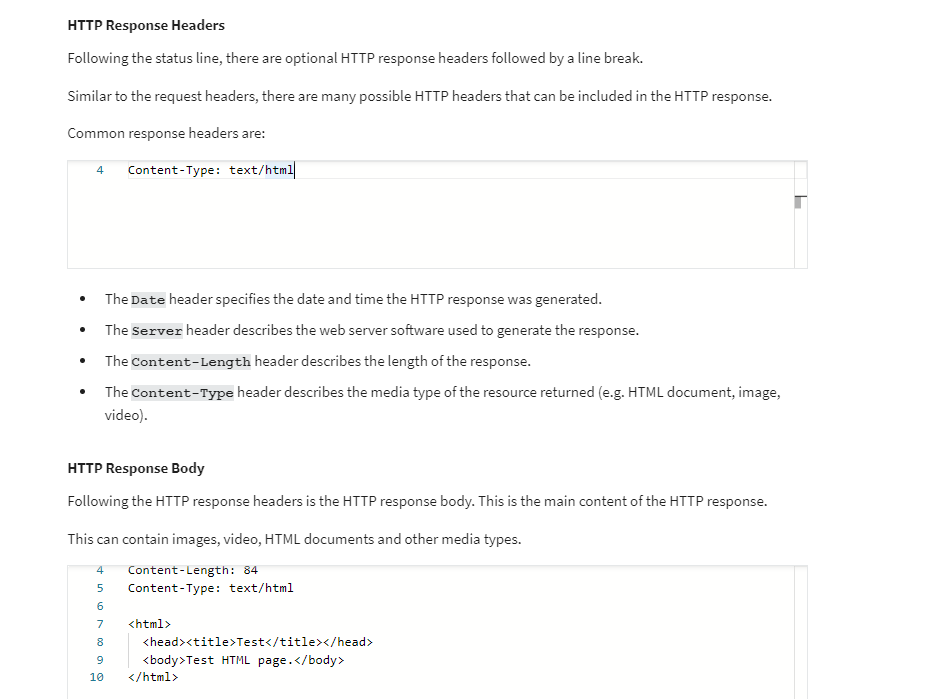 HTTP Response Headers
Following the status line, there are optional HTTP response headers followed by a line break.
Similar to the request headers, there are many possible HTTP headers that can be included in the HTTP response.
Common response headers are:
4 Content-Type: text/html
• The Date header specifies the date and time the HTTP response was generated.
• The Server header describes the web server software used to generate the response.
• The Content-Length header describes the length of the response.
• The Content-Type header describes the media type of the resource returned (e.g. HTML document, image,
video).
HTTP Response Body
Following the HTTP response headers is the HTTP response body. This is the main content of the HTTP response.
This can contain images, video, HTML documents and other media types.
4 Content-Length: 84
5 Content-Type: text/html
6
7 <html>
8 <head><title>Test</title></head>
9 <body>Test HTML page.</body>
10 </html>